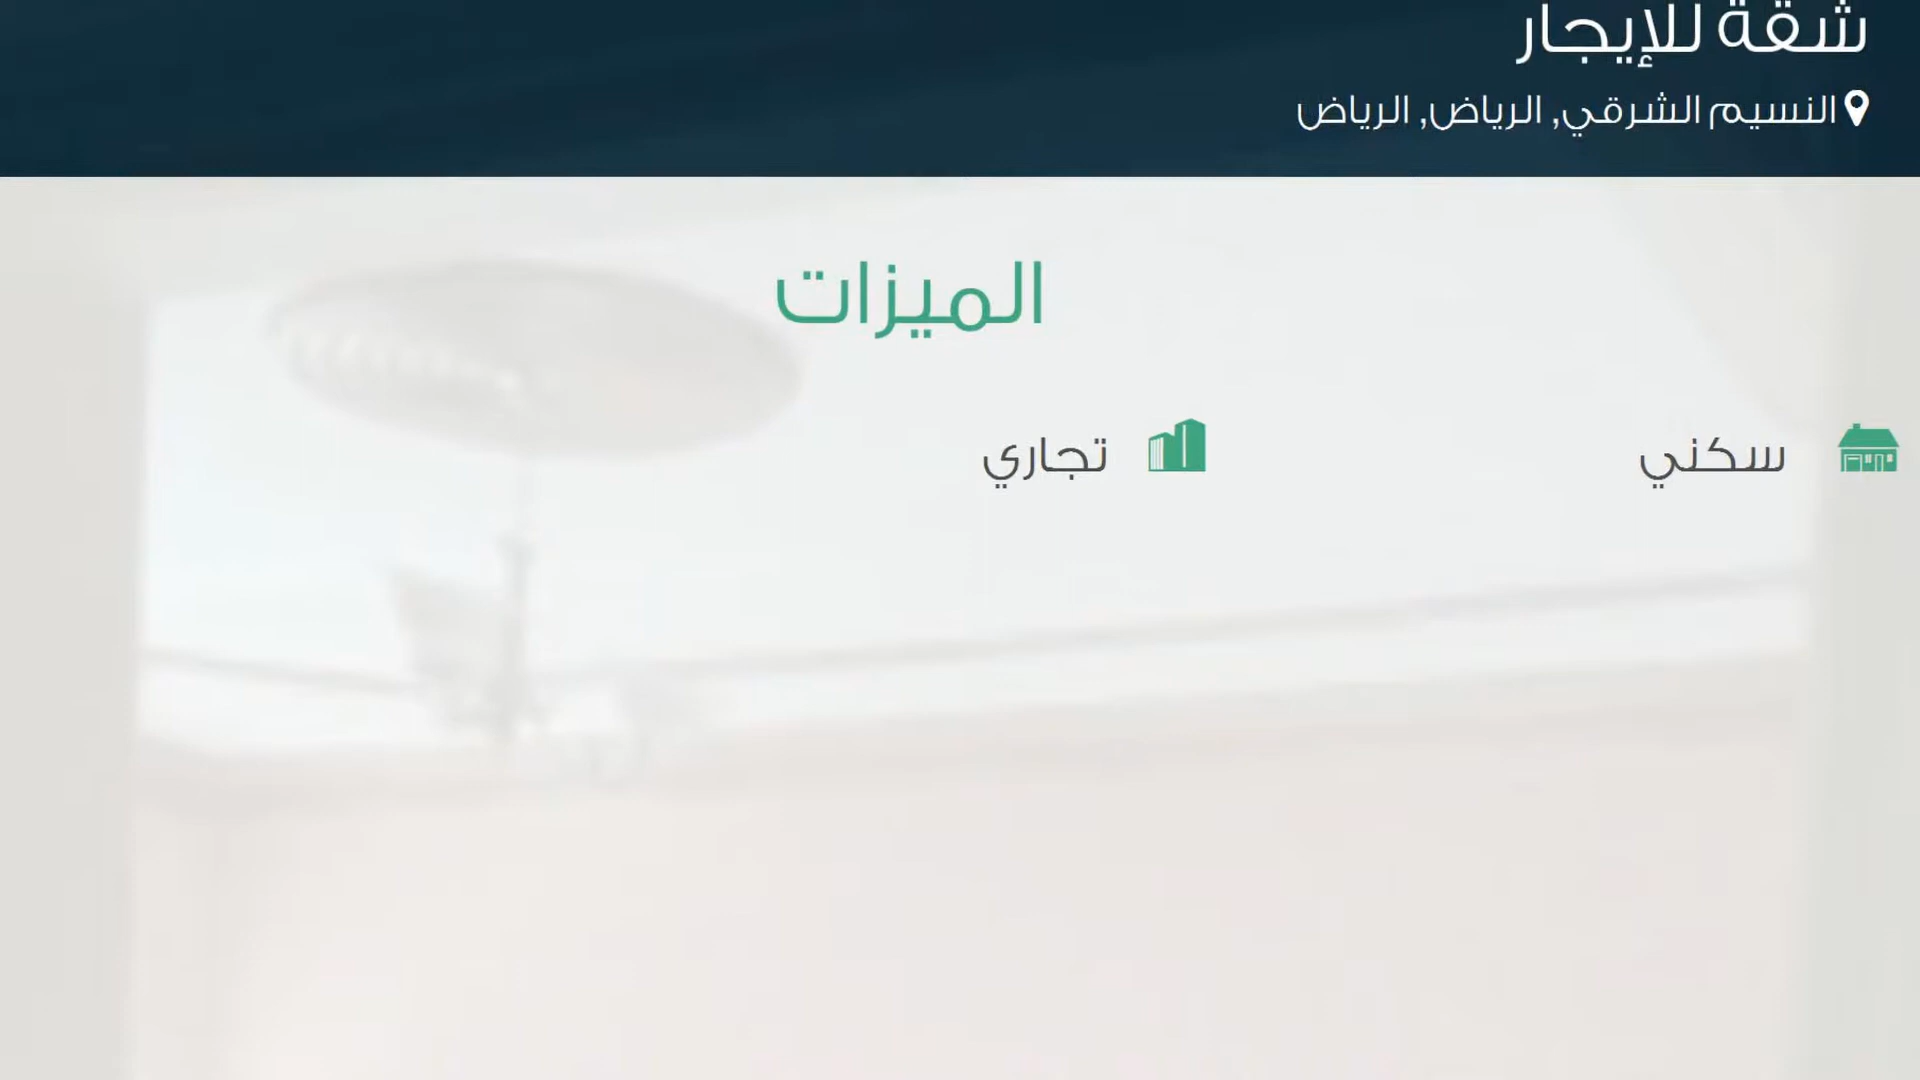 شقة للإيجار
النسيم الشرقي, الرياض, الرياض
الميزات
سكني
تجاري